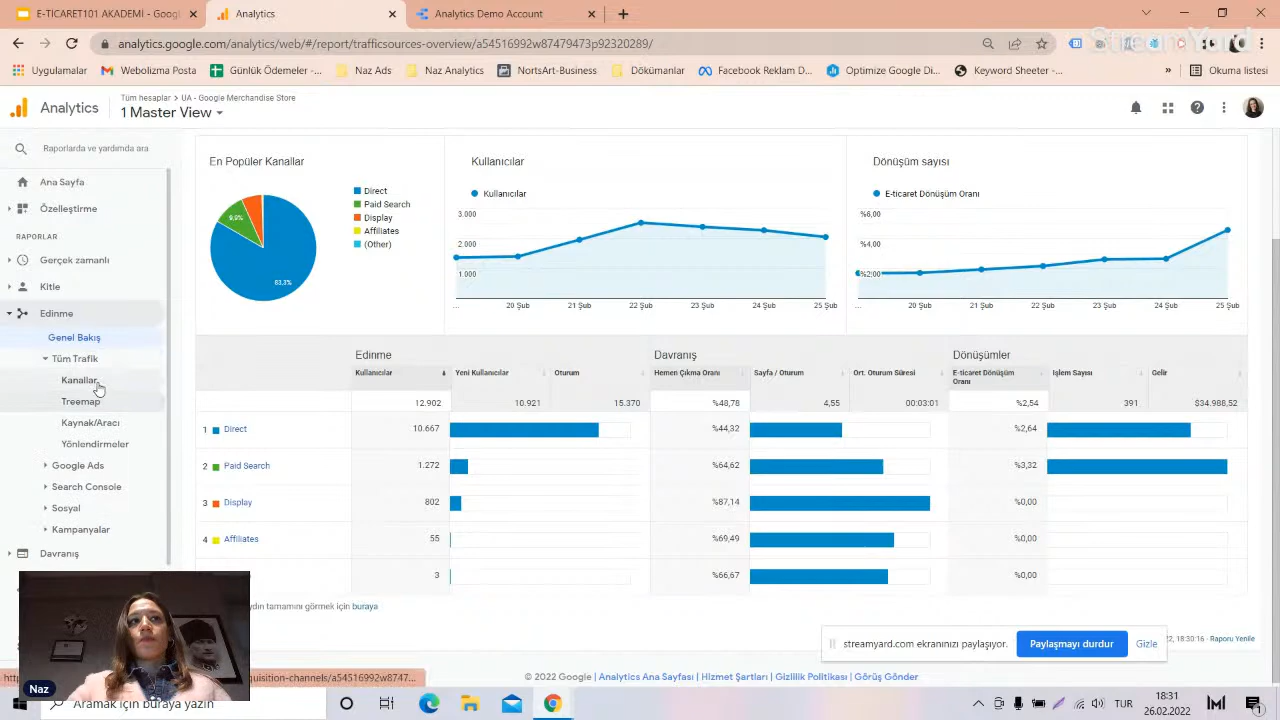 E-TICARET101 AKADEMİ -
Analytics
Analytics Demo Account
analytics.google.com/analytics/web/#/report/trafficsources-overview/a54516992w87479473p92320289/
StreamYard
Uygulamalar
Webolizma Posta
Günlük Ödemeler -...
Naz Ads
Naz Analytics
NortsArt-Business
Dökümanlar
Facebook Reklam D...
Optimize Google Di...
Keyword Sheeter -...
»
Okuma listesi
Analytics
Tüm hesaplar > UA - Google Merchandise Store
1 Master View
Raporlarda ve yardımda ara
Ana Sayfa
Özelleştirme
RAPORLAR
Gerçek zamanlı
Kitle
Edinme
Genel Bakış
Tüm Trafik
Kanallar
Treemap
Kaynak/Aracı
Yönlendirmeler
Google Ads
Search Console
Sosyal
Kampanyalar
Davranış
En Popüler Kanallar
Direct
Paid Search
Display
Affiliates
(Other)
9,9%
83,3%
Kullanıcılar
Kullanıcılar
3.000
2.000
1.000
... 20 Şub 21 Şub 22 Şub 23 Şub 24 Şub 25 Şub
Dönüşüm sayısı
E-ticaret Dönüşüm Oranı
%6,00
%4,00
%2,00
... 20 Şub 21 Şub 22 Şub 23 Şub 24 Şub 25 Şub
Edinme Davranış Dönüşümler
Kullanıcılar Yeni Kullanıcılar Oturum Hemen Çıkma Oranı Sayfa / Oturum Ort. Oturum Süresi E-ticaret Dönüşüm Oranı İşlem Sayısı Gelir
12.902 10.921 15.370 %48,78 4,55 00:03:01 %2,54 391 $34.988,52
1 Direct 10.667 %44,32 %2,64
2 Paid Search 1.272 %64,62 %3,32
3 Display 802 %87,14 %0,00
4 Affiliates 55 %69,49 %0,00
3 %66,67 %0,00
tamamını görmek için buraya
streamyard.com ekranınızı paylaşıyor.
Paylaşmayı durdur
Gizle
22, 18:30:16 - Raporu Yenile
© 2022 Google | Analytics Ana Sayfası | Hizmet Şartları | Gizlilik Politikası | Görüş Gönder
Naz
Aramak için buraya yazın
TUR
18:31
26.02.2022
1